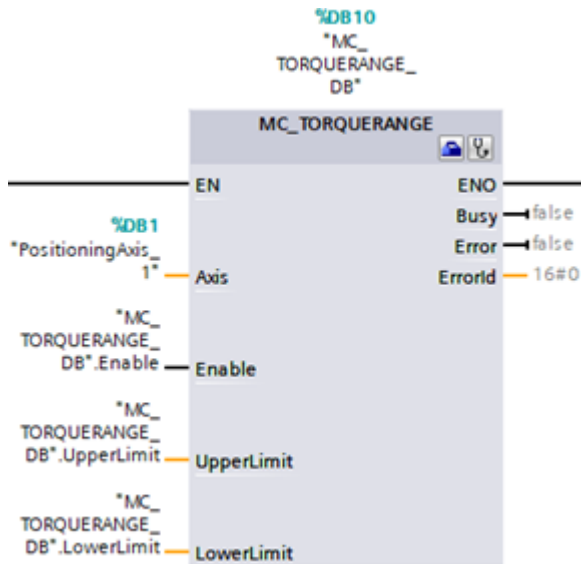 %DB10
"MC_
TORQUERANGE_
DB"
MC_TORQUERANGE
EN
ENO
Busy
false
%DB1
Error
false
"PositioningAxis_
1"
Axis
ErrorId
16#0
"MC_
TORQUERANGE_
DB".Enable
Enable
"MC_
TORQUERANGE_
DB".UpperLimit
UpperLimit
"MC_
TORQUERANGE_
DB".LowerLimit
LowerLimit